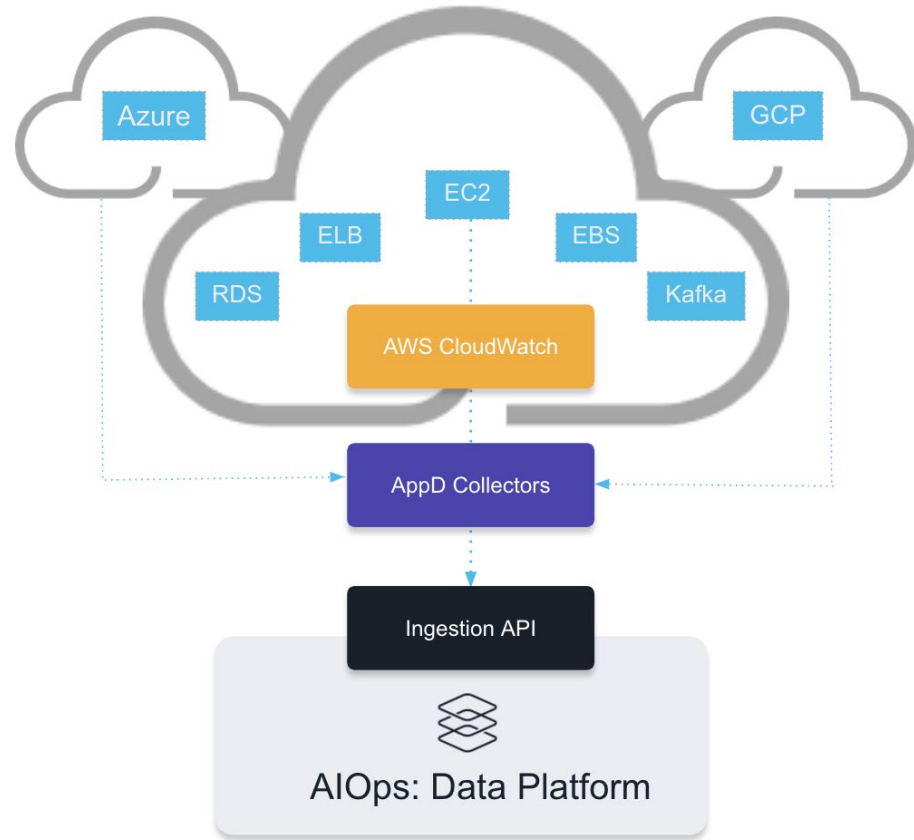 Azure
GCP
EC2
ELB
EBS
RDS
Kafka
AWS CloudWatch
AppD Collectors
Ingestion API
AIOps: Data Platform